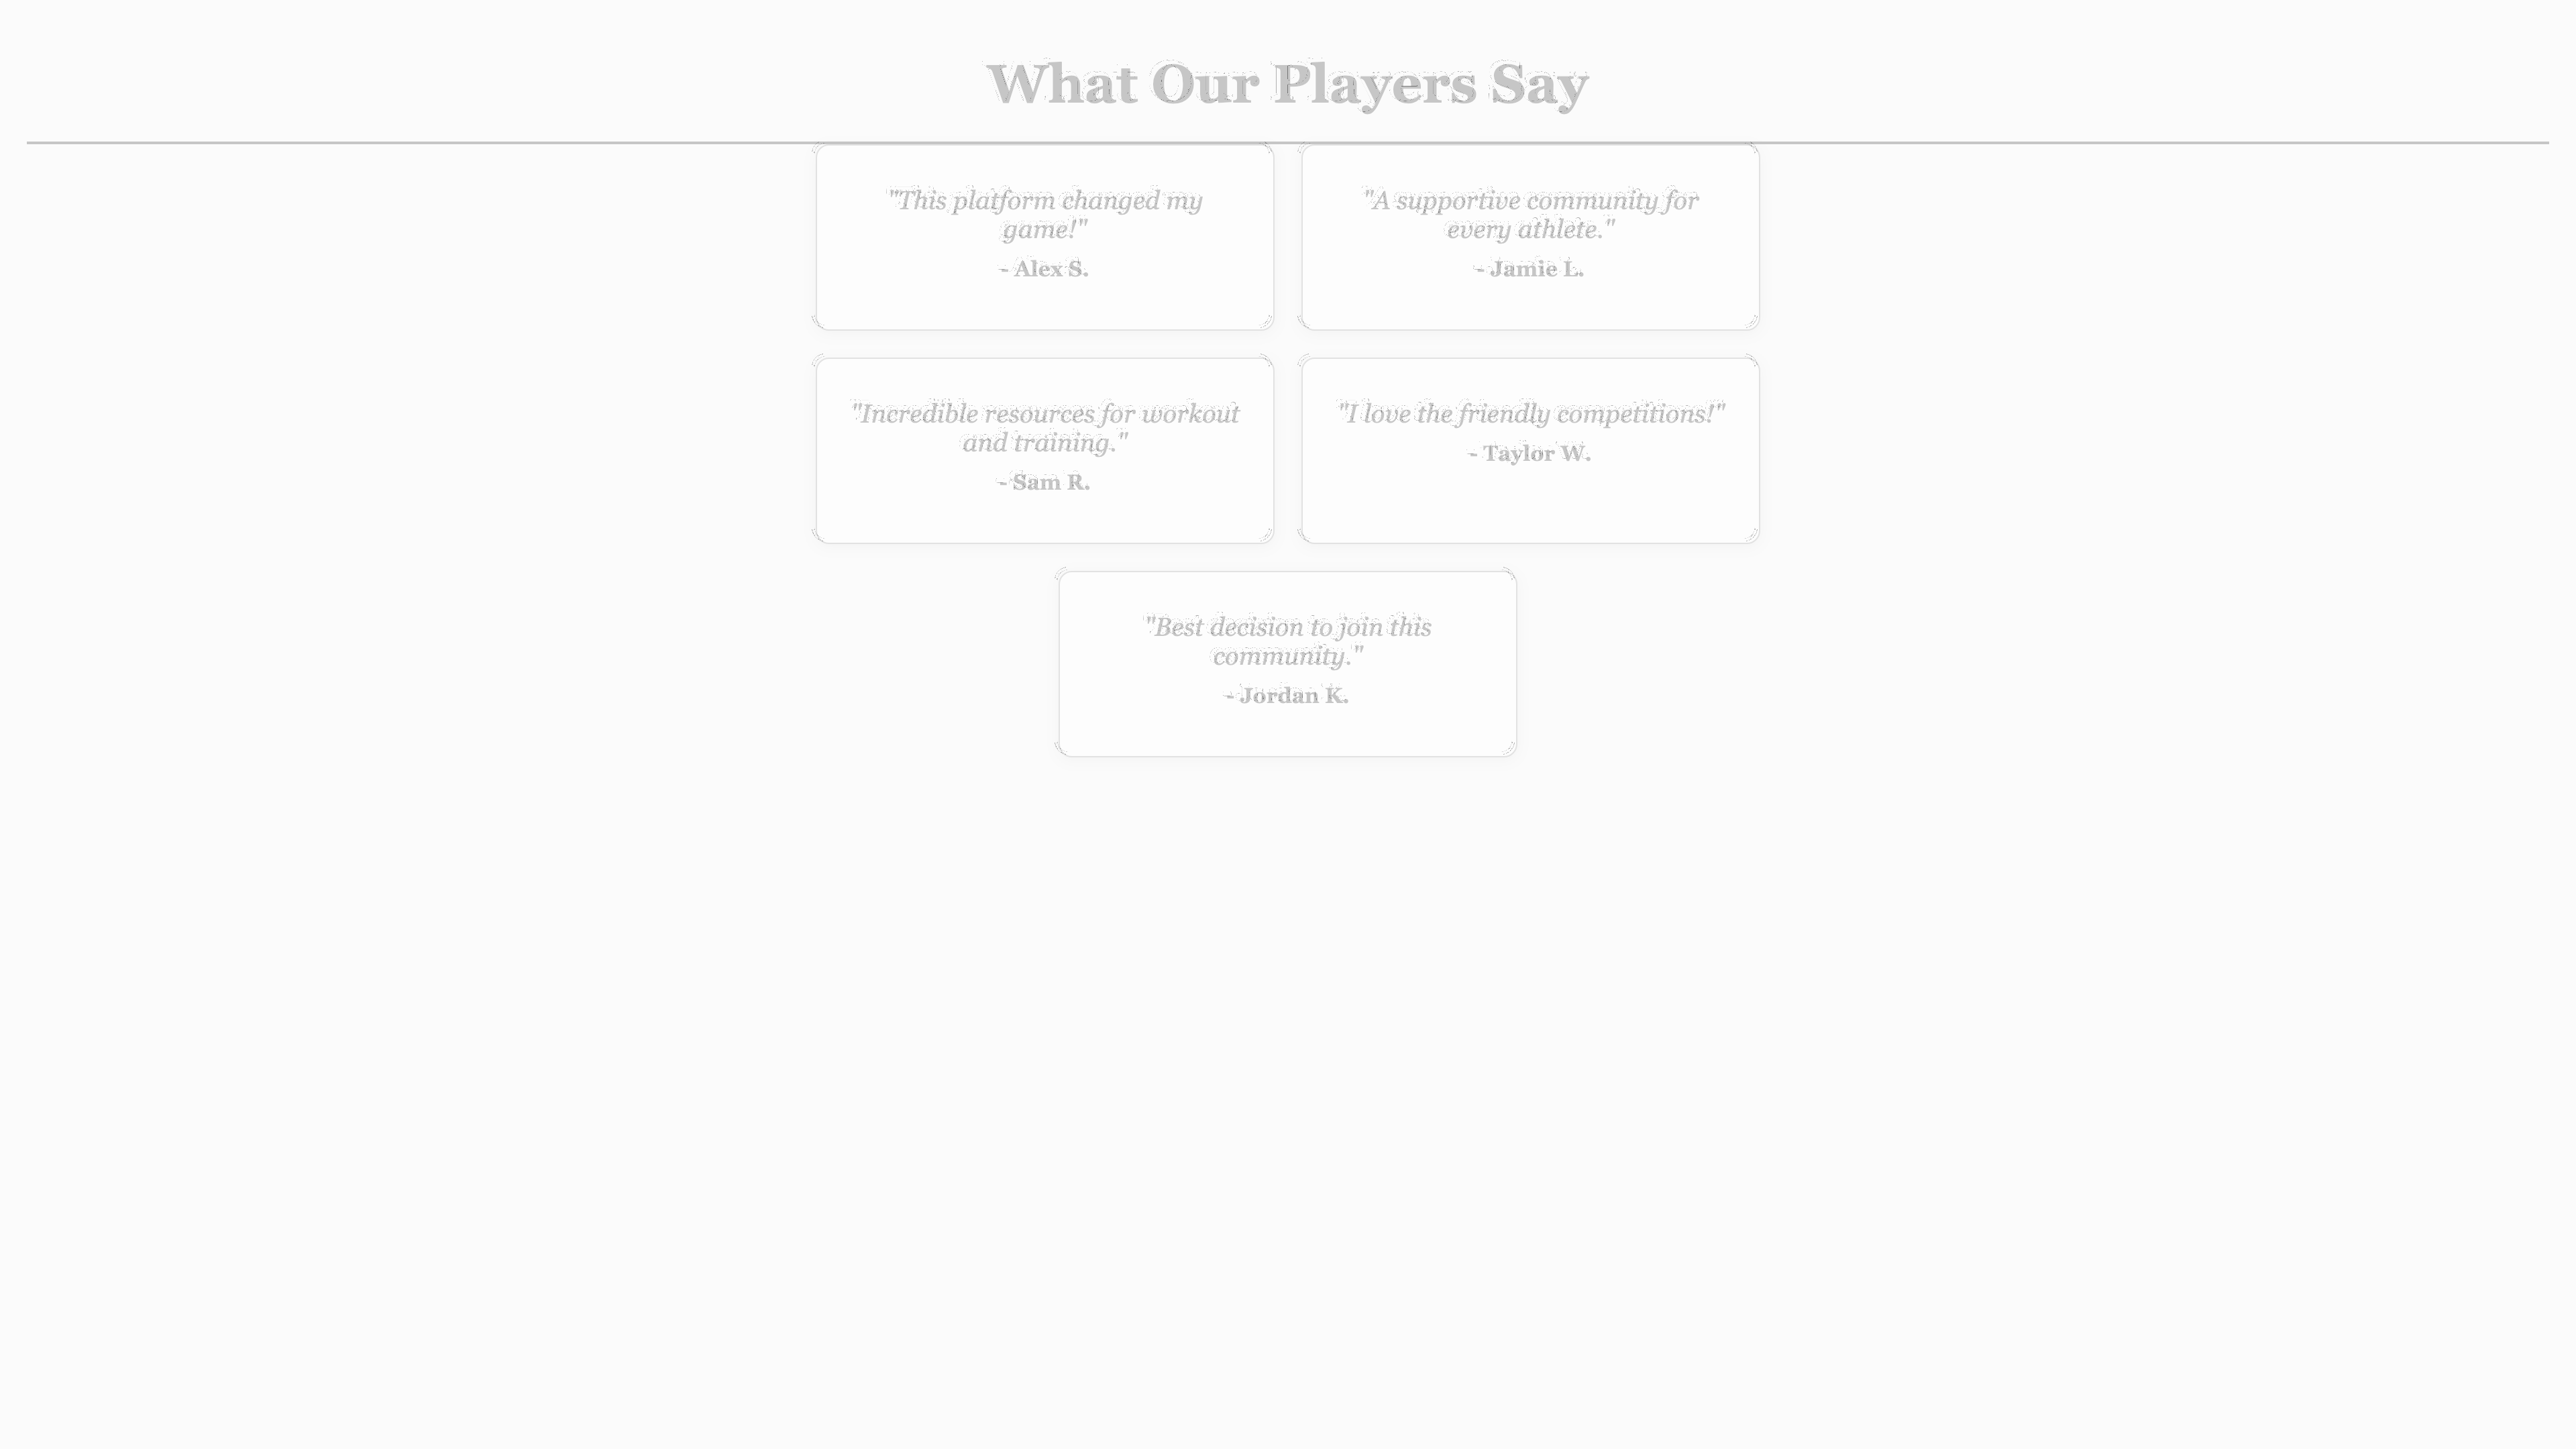 What Our Players Say
"This platform changed my
game!"
- Alex S.
"A supportive community for
every athlete."
- Jamie L.
"Incredible resources for workout
and training."
- Sam R.
"I love the friendly competitions!"
- Taylor W.
"Best decision to join this
community."
- Jordan K.